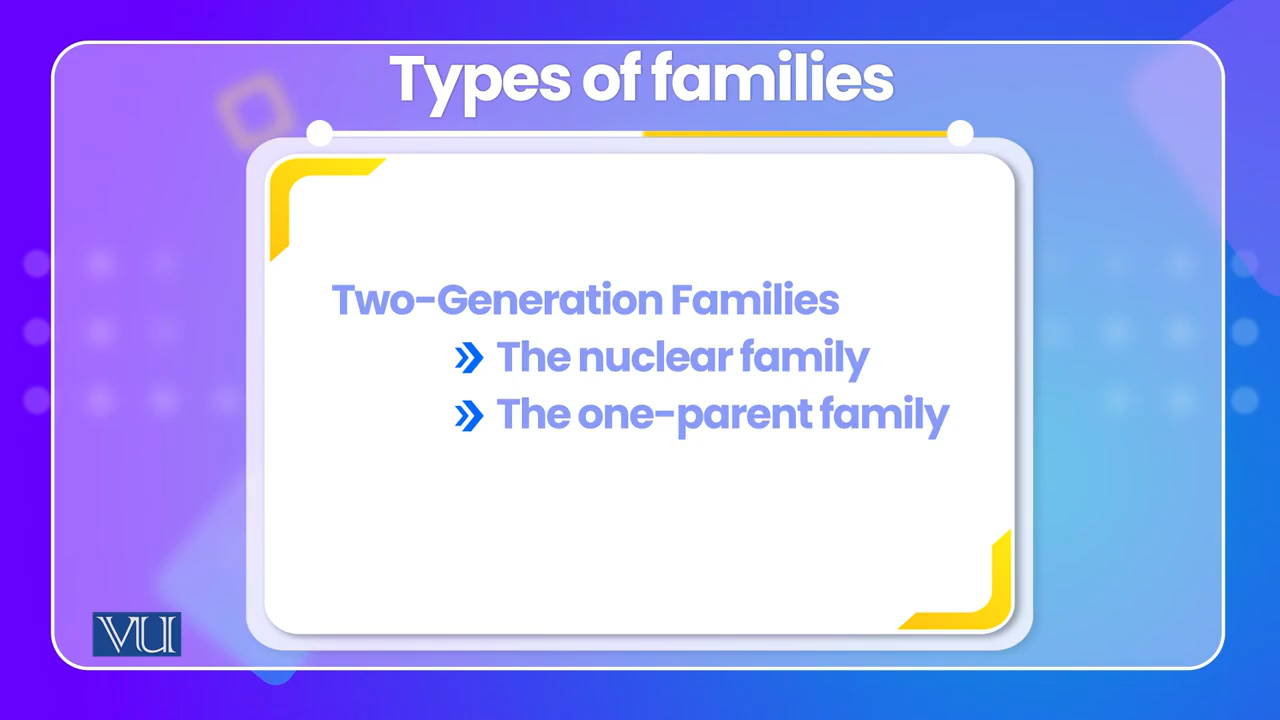 Types of families
Two-Generation Families
The nuclear family
The one-parent family
VU